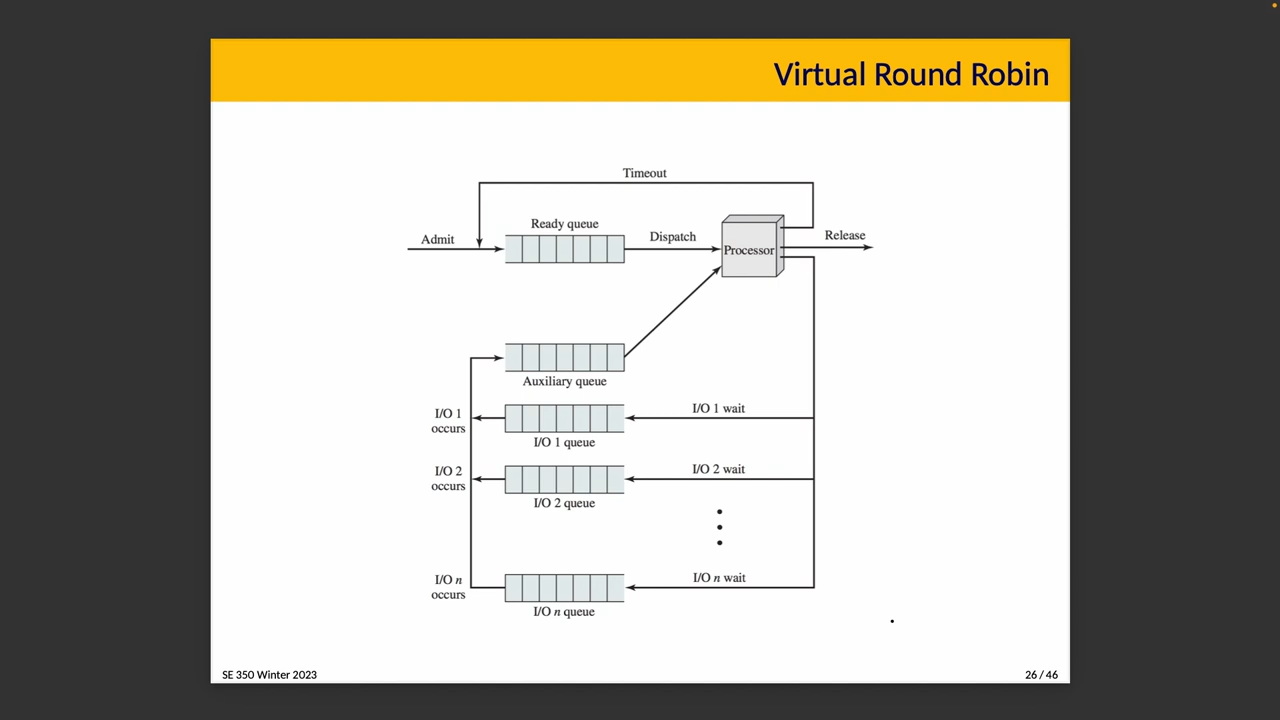 Virtual Round Robin
Timeout
Ready queue
Admit
Dispatch
Release
Processor
Auxiliary queue
I/O 1
occurs
I/O 1 wait
I/O 1 queue
I/O 2
occurs
I/O 2 wait
I/O 2 queue
I/O n
occurs
I/O n wait
I/O n queue
SE 350 Winter 2023
26 / 46